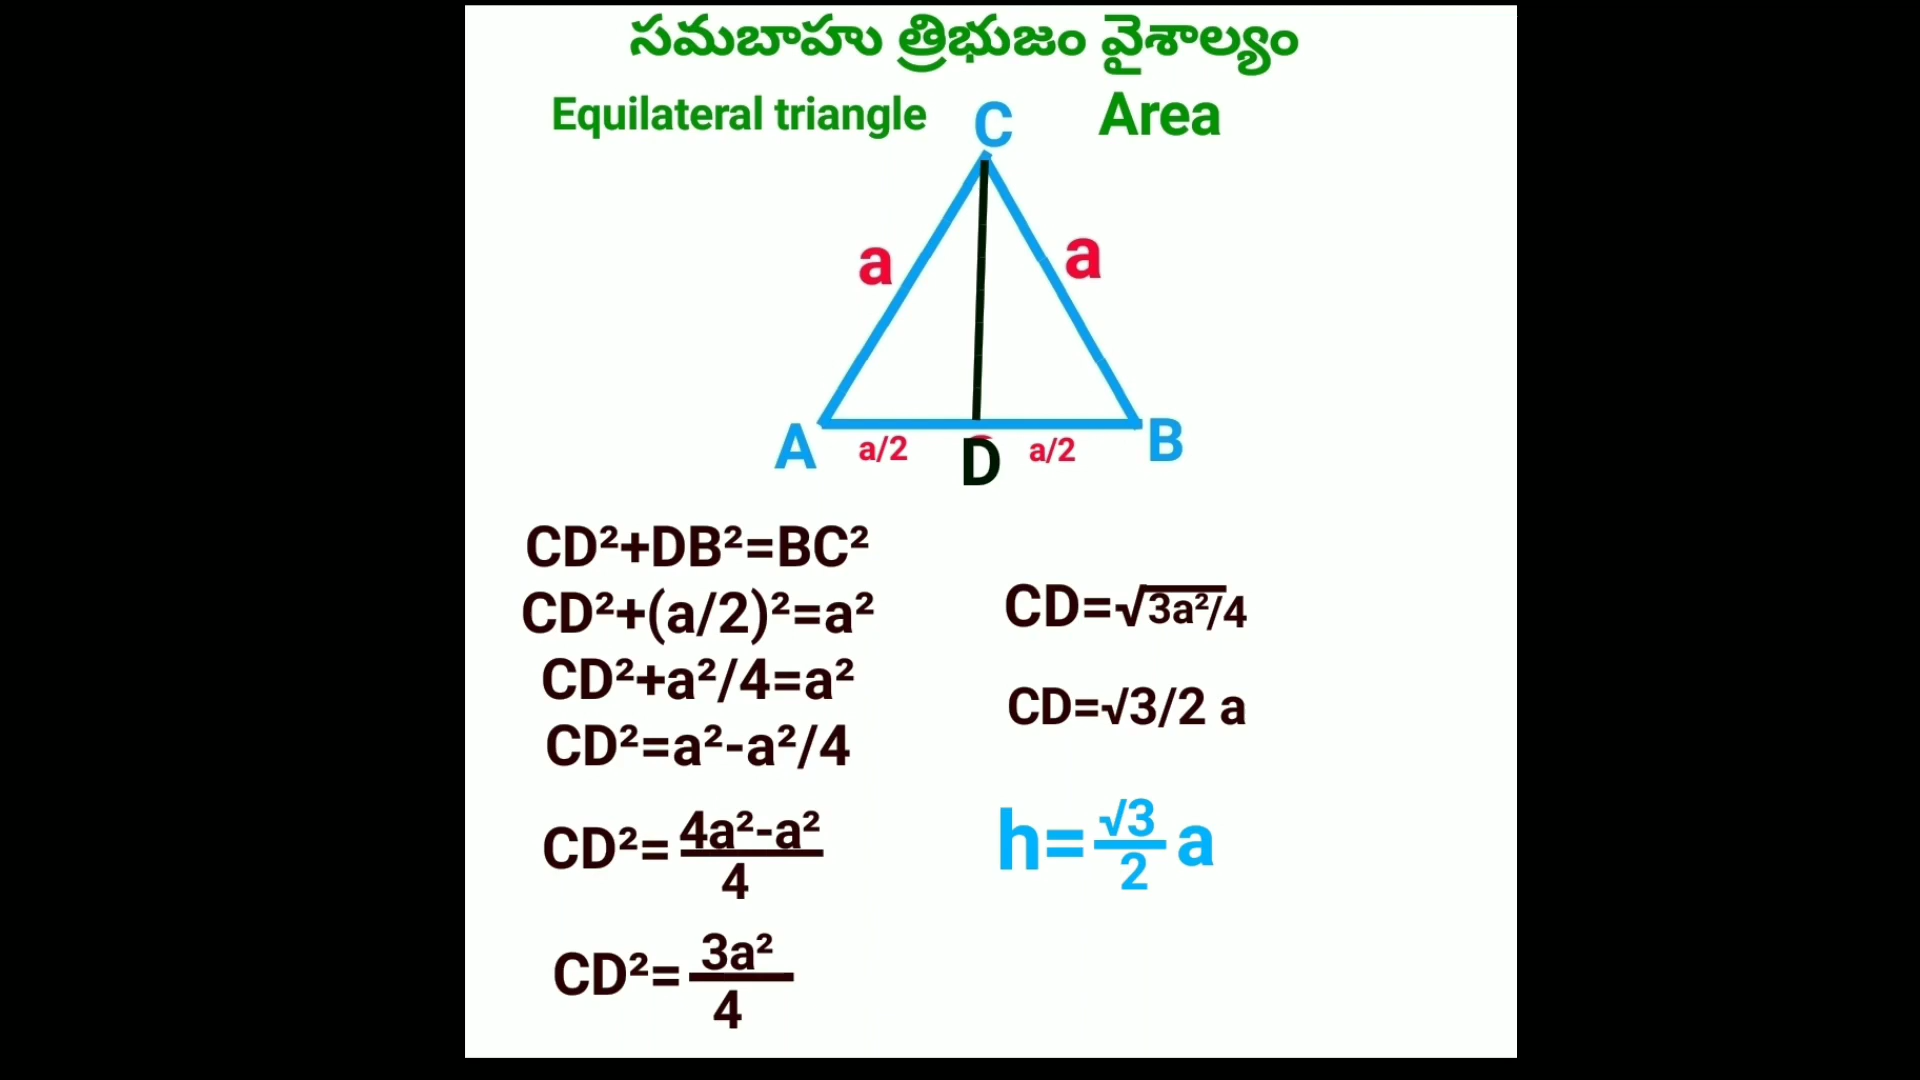 సమబాహు త్రిభుజం వైశాల్యం
Equilateral triangle Area
C
a a
A a/2 D a/2 B
CD²+DB²=BC²
CD²+(a/2)²=a²
CD²+a²/4=a²
CD²=a²-a²/4
CD²= 4a²-a²
4
CD²= 3a²
4
CD=√3a²/4
CD=√3/2 a
h= √3 a
2